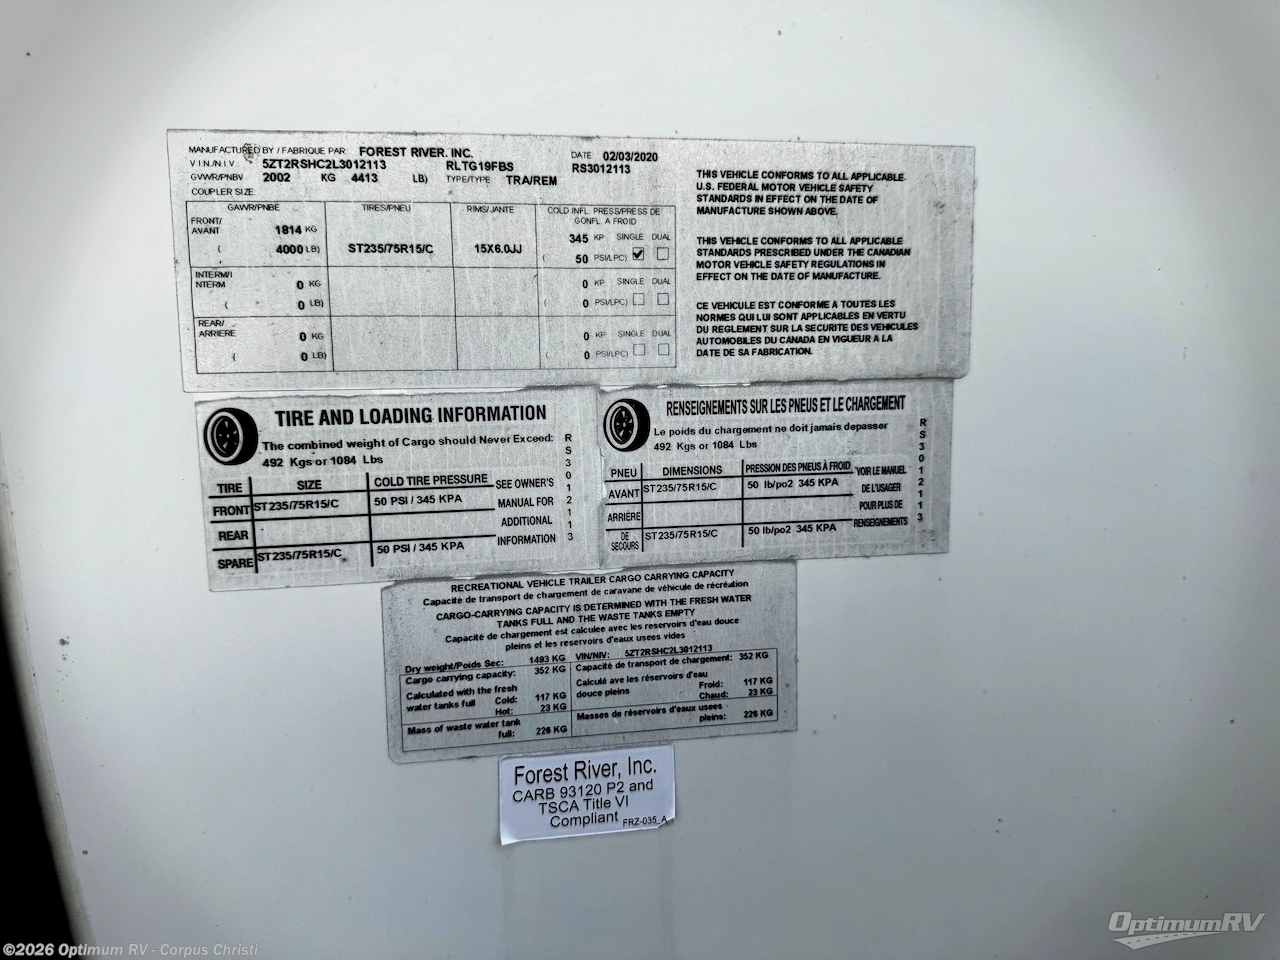 MANUFACTURED BY / FABRIQUE PAR FOREST RIVER, INC. DATE 02/03/2020
V.I.N./N.I.V. 5ZT2RSHC2L3012113 RLTG19FBS RS3012113
GVWR/PNBV 2002 KG 4413 LB) TYPE/TYPE TRA/REM
COUPLER SIZE
GAWR/PNBE TIRES/PNEU RIMS/JANTE COLD INFL. PRESS/PRESS DE GONFL. A FROID
FRONT/
AVANT 1814 KG 345 KP SINGLE DUAL
( 4000 LB) ST235/75R15/C 15X6.0JJ ( 50 PSI/LPC)
INTERM/I
NTERM 0 KG 0 KP SINGLE DUAL
( 0 LB) ( 0 PSI/LPC)
REAR/
ARRIERE 0 KG 0 KP SINGLE DUAL
( 0 LB) ( 0 PSI/LPC)
THIS VEHICLE CONFORMS TO ALL APPLICABLE
U.S. FEDERAL MOTOR VEHICLE SAFETY
STANDARDS IN EFFECT ON THE DATE OF
MANUFACTURE SHOWN ABOVE.
THIS VEHICLE CONFORMS TO ALL APPLICABLE
STANDARDS PRESCRIBED UNDER THE CANADIAN
MOTOR VEHICLE SAFETY REGULATIONS IN
EFFECT ON THE DATE OF MANUFACTURE.
CE VEHICULE EST CONFORME A TOUTES LES
NORMES QUI LUI SONT APPLICABLES EN VERTU
DU REGLEMENT SUR LA SECURITE DES VEHICULES
AUTOMOBILES DU CANADA EN VIGUEUR A LA
DATE DE SA FABRICATION.
TIRE AND LOADING INFORMATION
The combined weight of Cargo should Never Exceed:
492 Kgs or 1084 Lbs
TIRE SIZE COLD TIRE PRESSURE
FRONT ST235/75R15/C 50 PSI / 345 KPA
REAR
SPARE ST235/75R15/C 50 PSI / 345 KPA
SEE OWNER'S
MANUAL FOR
ADDITIONAL
INFORMATION
RS3012113
RENSEIGNEMENTS SUR LES PNEUS ET LE CHARGEMENT
Le poids du chargement ne doit jamais depasser
492 Kgs or 1084 Lbs
PNEU DIMENSIONS PRESSION DES PNEUS À FROID
AVANT ST235/75R15/C 50 lb/po2 345 KPA
ARRIÈRE
DE
SECOURS ST235/75R15/C 50 lb/po2 345 KPA
VOIR LE MANUEL
DE L'USAGER
POUR PLUS DE
RENSEIGNEMENTS
RS3012113
RECREATIONAL VEHICLE TRAILER CARGO CARRYING CAPACITY
Capacité de transport de chargement de caravane de véhicule de récréation
CARGO-CARRYING CAPACITY IS DETERMINED WITH THE FRESH WATER
TANKS FULL AND THE WASTE TANKS EMPTY
Capacité de chargement est calculee avec les reservoirs d'eau douce
pleins et les reservoirs d'eaux usees vides
Dry weight/Poids Sec: 1493 KG VIN/NIV: 5ZT2RSHC2L3012113
Cargo carrying capacity: 352 KG Capacité de transport de chargement: 352 KG
Calculated with the fresh
water tanks full Cold: 117 KG
Hot: 23 KG
Calculé ave les réservoirs d'eau
douce pleins Froid: 117 KG
Chaud: 23 KG
Mass of waste water tank
full: 226 KG
Masses de réservoirs d'eaux usees
pleins: 226 KG
Forest River, Inc.
CARB 93120 P2 and
TSCA Title VI
Compliant FRZ-035_A
©2026 Optimum RV - Corpus Christi
OptimumRV